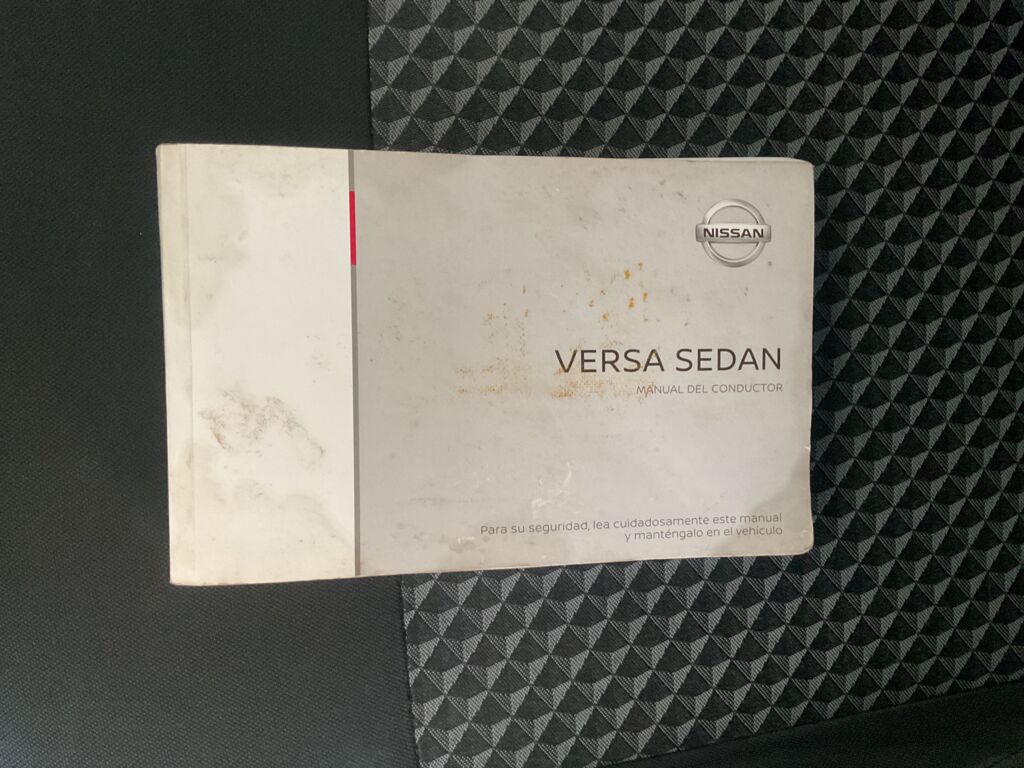 NISSAN
VERSA SEDAN
MANUAL DEL CONDUCTOR
Para su seguridad, lea cuidadosamente este manual
y manténgalo en el vehículo